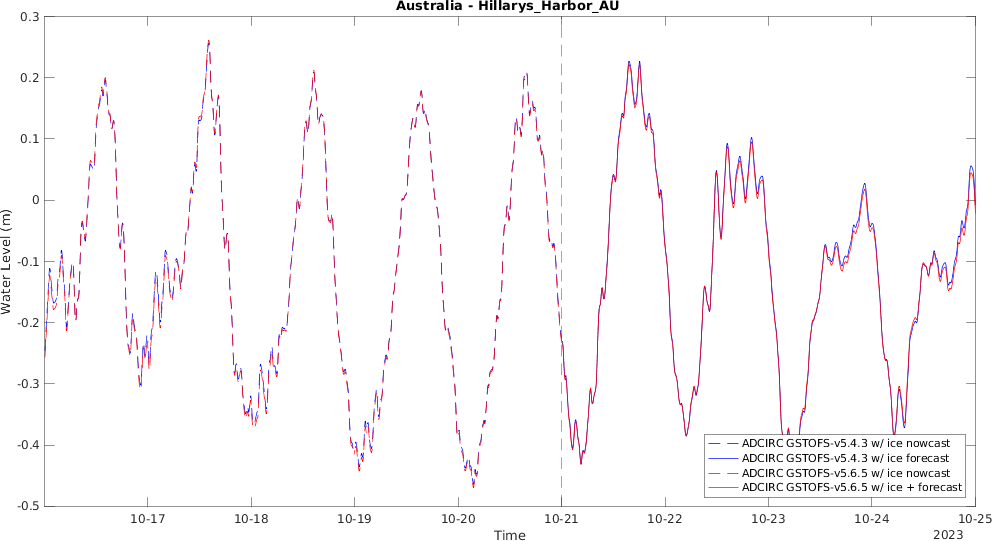 Australia - Hillarys_Harbor_AU
0.3
0.2
0.1
0
-0.1
-0.2
-0.3
-0.4
-0.5
Water Level (m)
ADCIRC GSTOFS-v5.4.3 w/ ice nowcast
ADCIRC GSTOFS-v5.4.3 w/ ice forecast
ADCIRC GSTOFS-v5.6.5 w/ ice nowcast
ADCIRC GSTOFS-v5.6.5 w/ ice + forecast
10-17 10-18 10-19 10-20 10-21 10-22 10-23 10-24 10-25
Time
2023